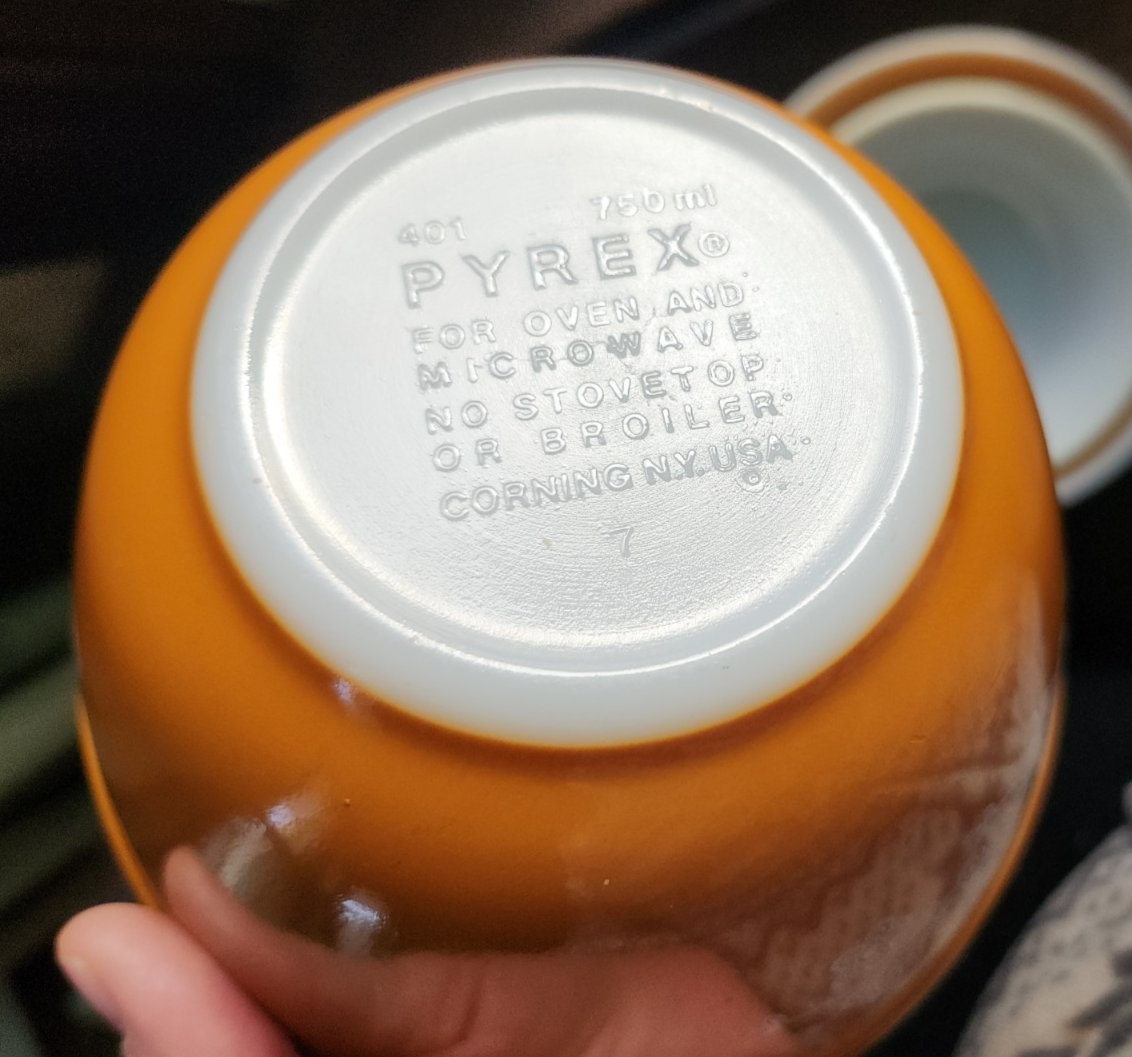 401 750 ml
PYREX®
FOR OVEN AND
MICROWAVE
NO STOVETOP
OR BROILER
CORNING N.Y. USA
7